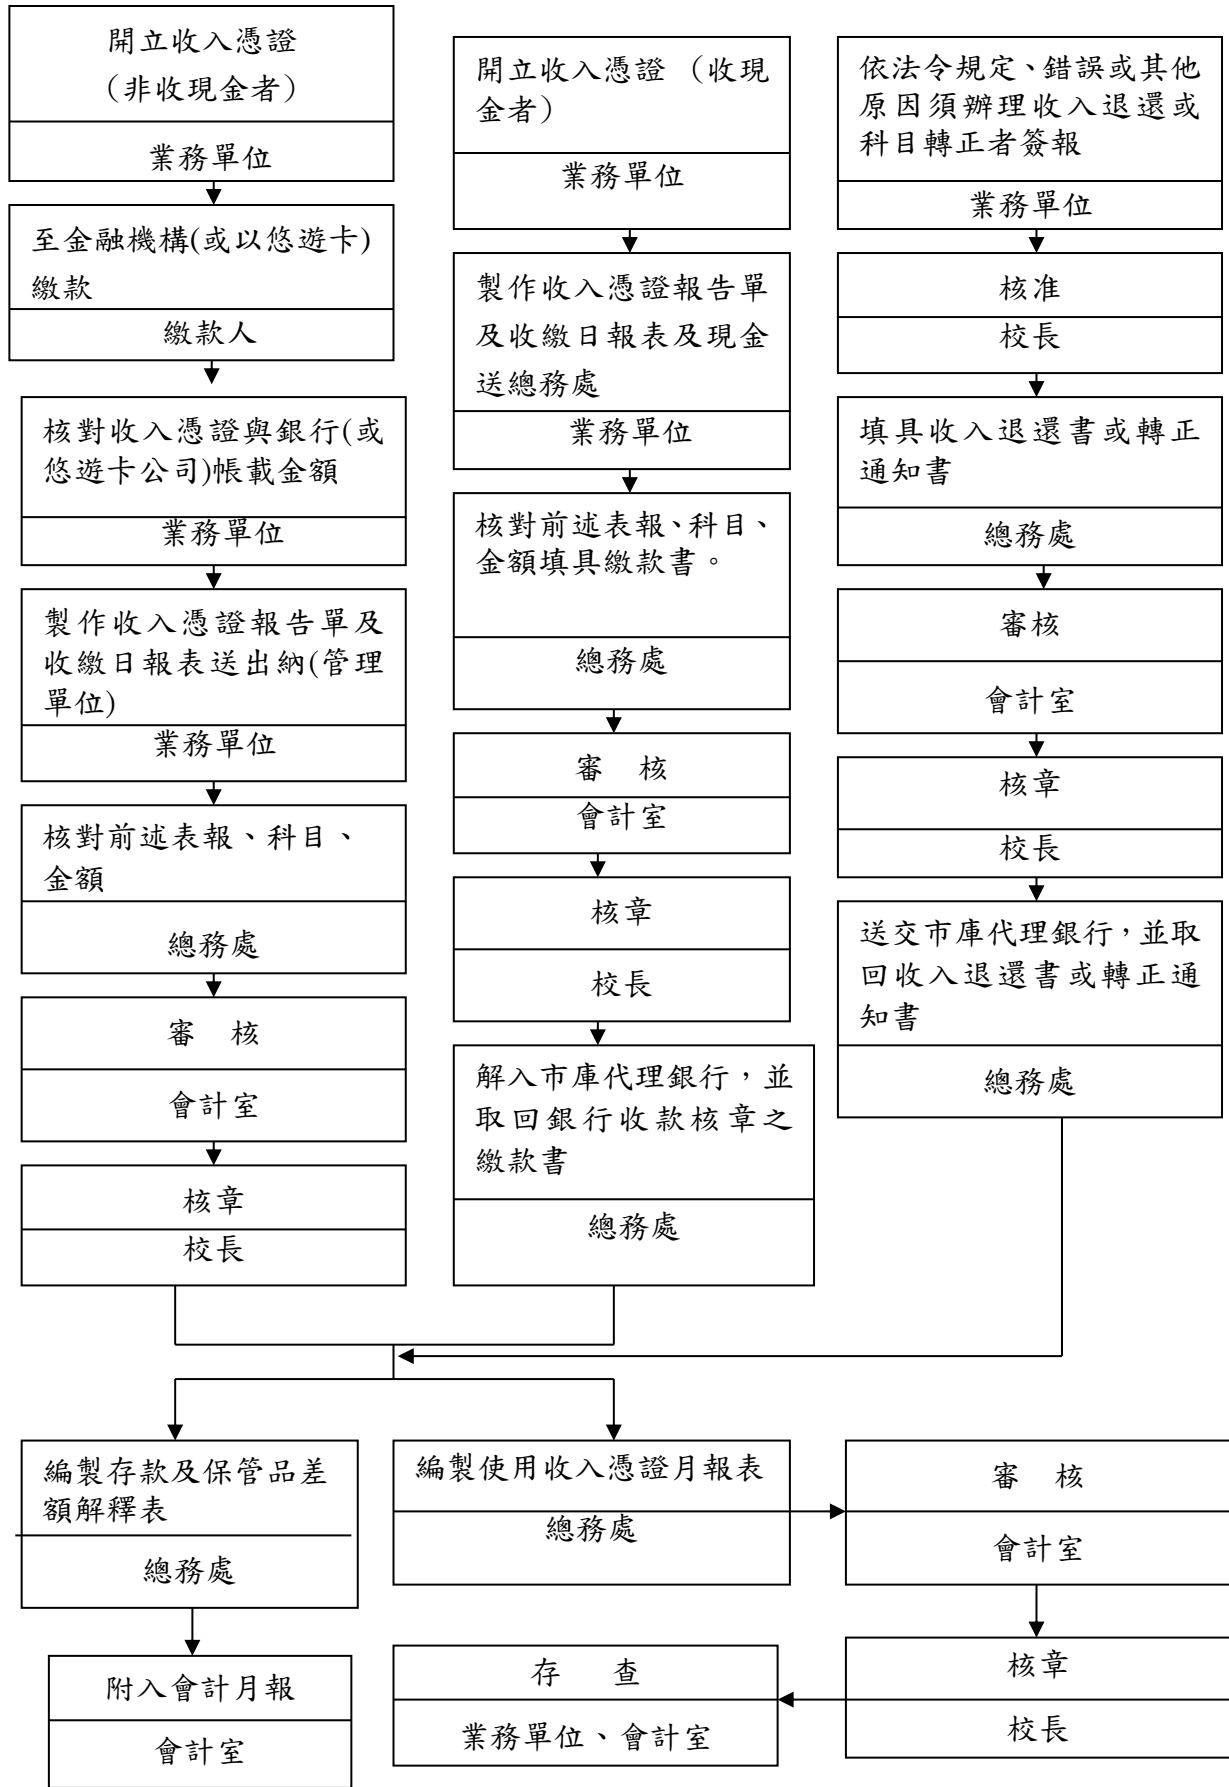 開立收入憑證
（非收現金者）
業務單位
至金融機構(或以悠遊卡)
繳款
繳款人
核對收入憑證與銀行(或
悠遊卡公司)帳載金額
業務單位
製作收入憑證報告單及
收繳日報表送出納(管理
單位)
業務單位
核對前述表報、科目、
金額
總務處
審　核
會計室
核章
校長
開立收入憑證 （收現
金者）
業務單位
製作收入憑證報告單
及收繳日報表及現金
送總務處
業務單位
核對前述表報、科目、
金額填具繳款書。
總務處
審　核
會計室
核章
校長
解入市庫代理銀行，並
取回銀行收款核章之
繳款書
總務處
依法令規定、錯誤或其他
原因須辦理收入退還或
科目轉正者簽報
業務單位
核准
校長
填具收入退還書或轉正
通知書
總務處
審核
會計室
核章
校長
送交市庫代理銀行，並取
回收入退還書或轉正通
知書
總務處
編製存款及保管品差
額解釋表
總務處
附入會計月報
會計室
編製使用收入憑證月報表
總務處
審　核
會計室
核章
校長
存　　查
業務單位、會計室